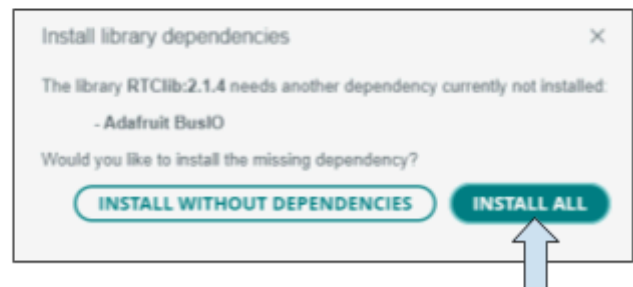 Install library dependencies
The library RTClib:2.1.4 needs another dependency currently not installed:
- Adafruit BusIO
Would you like to install the missing dependency?
INSTALL WITHOUT DEPENDENCIES INSTALL ALL